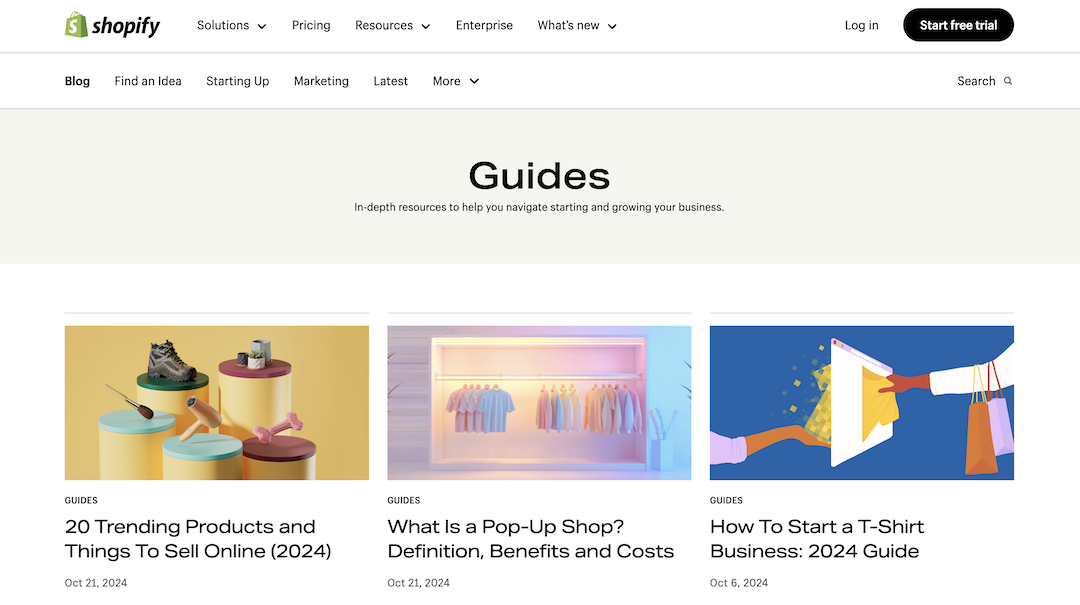 shopify
Solutions
Pricing
Resources
Enterprise
What's new
Log in
Start free trial
Blog
Find an Idea
Starting Up
Marketing
Latest
More
Search
Guides
In-depth resources to help you navigate starting and growing your business.
GUIDES
20 Trending Products and
Things To Sell Online (2024)
Oct 21, 2024
GUIDES
What Is a Pop-Up Shop?
Definition, Benefits and Costs
Oct 21, 2024
GUIDES
How To Start a T-Shirt
Business: 2024 Guide
Oct 6, 2024